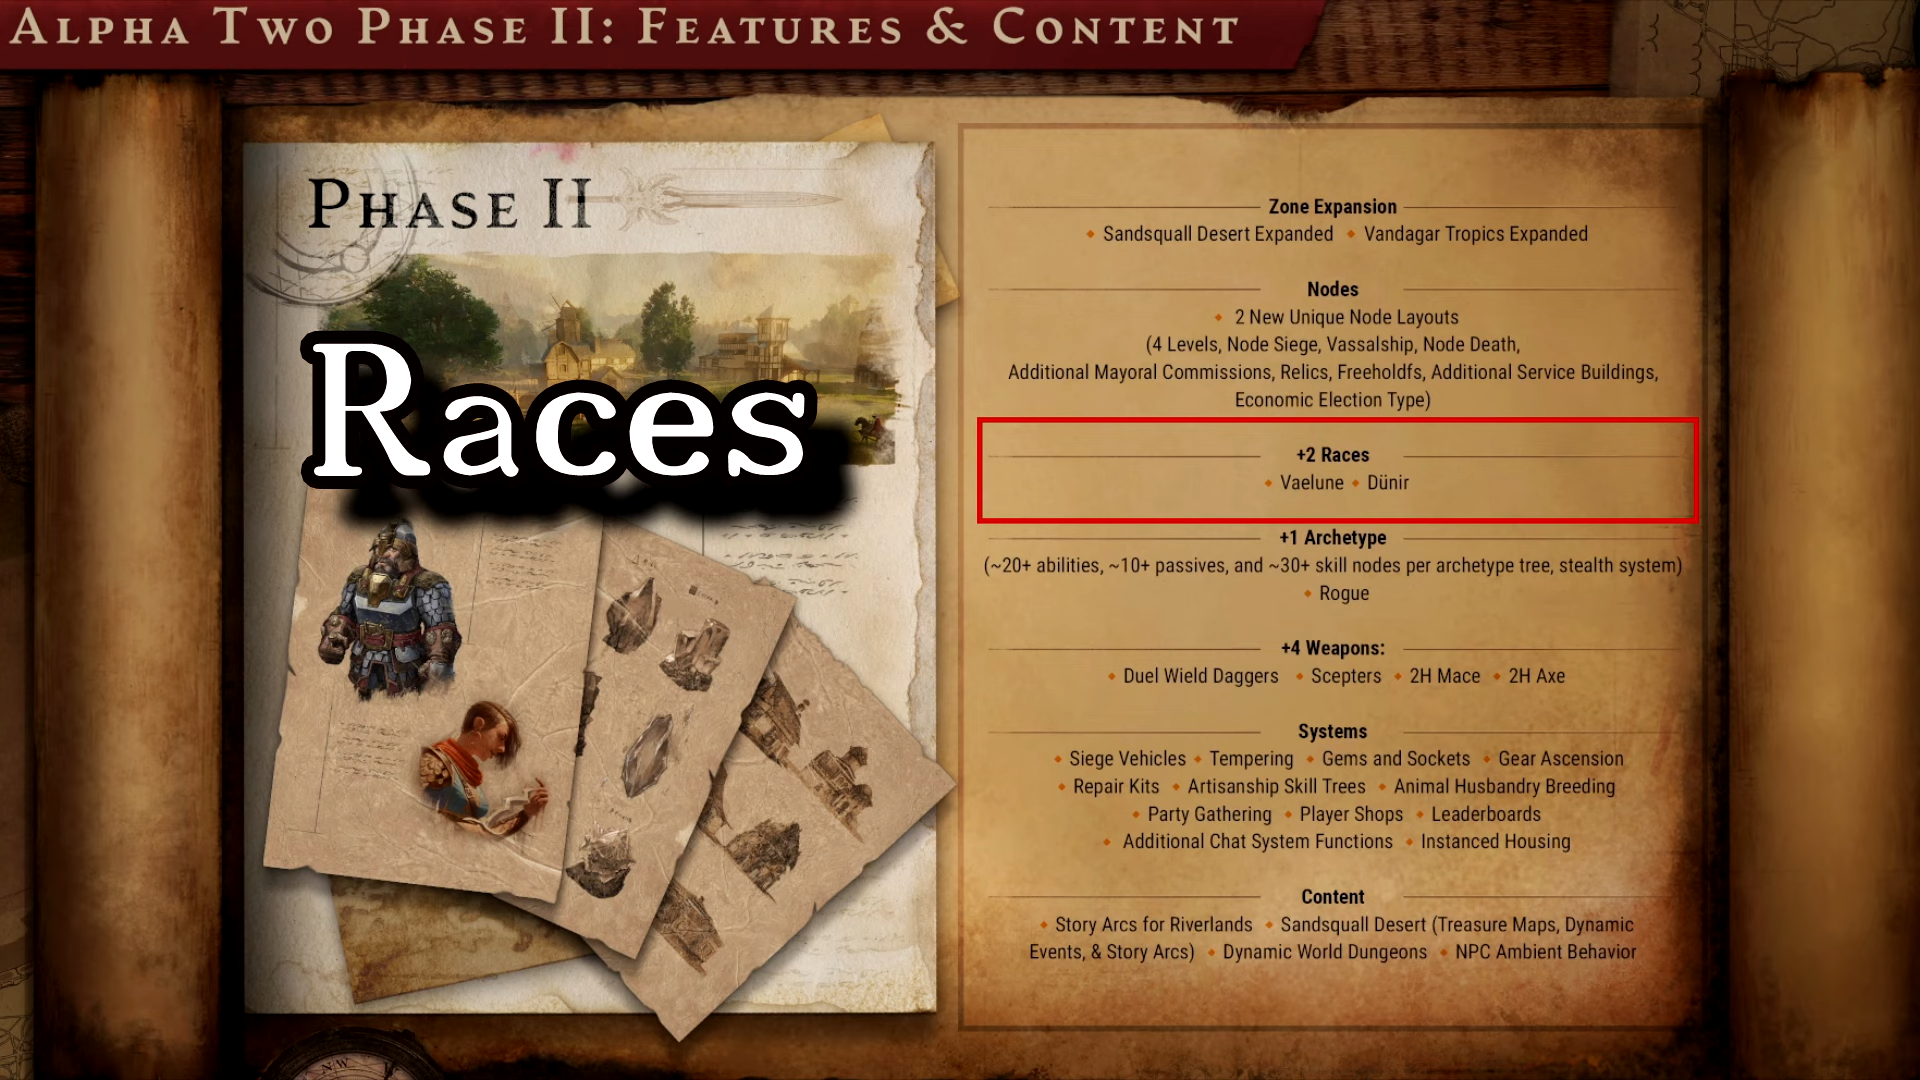 Alpha Two Phase II: Features & Content
Phase II
Races
Zone Expansion
Sandsquall Desert Expanded ◆ Vandagar Tropics Expanded
Nodes
2 New Unique Node Layouts
(4 Levels, Node Siege, Vassalship, Node Death,
Additional Mayoral Commissions, Relics, Freeholdfs, Additional Service Buildings,
Economic Election Type)
+2 Races
Vaelune ◆ Dünir
+1 Archetype
(~20+ abilities, ~10+ passives, and ~30+ skill nodes per archetype tree, stealth system)
Rogue
+4 Weapons:
Duel Wield Daggers ◆ Scepters ◆ 2H Mace ◆ 2H Axe
Systems
Siege Vehicles ◆ Tempering ◆ Gems and Sockets ◆ Gear Ascension
Repair Kits ◆ Artisanship Skill Trees ◆ Animal Husbandry Breeding
Party Gathering ◆ Player Shops ◆ Leaderboards
Additional Chat System Functions ◆ Instanced Housing
Content
Story Arcs for Riverlands ◆ Sandsquall Desert (Treasure Maps, Dynamic
Events, & Story Arcs) ◆ Dynamic World Dungeons ◆ NPC Ambient Behavior
N W